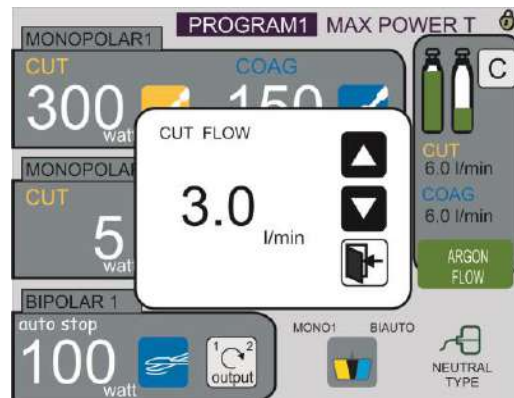 PROGRAM1 MAX POWER T
MONOPOLAR1
CUT
300
watt
COAG
150
C
CUT
6.0 l/min
COAG
6.0 l/min
ARGON
FLOW
CUT FLOW
3.0
l/min
CUT
5
watt
BIPOLAR 1
auto stop
100
watt
1 2
output
MONO1 BIAUTO
NEUTRAL
TYPE